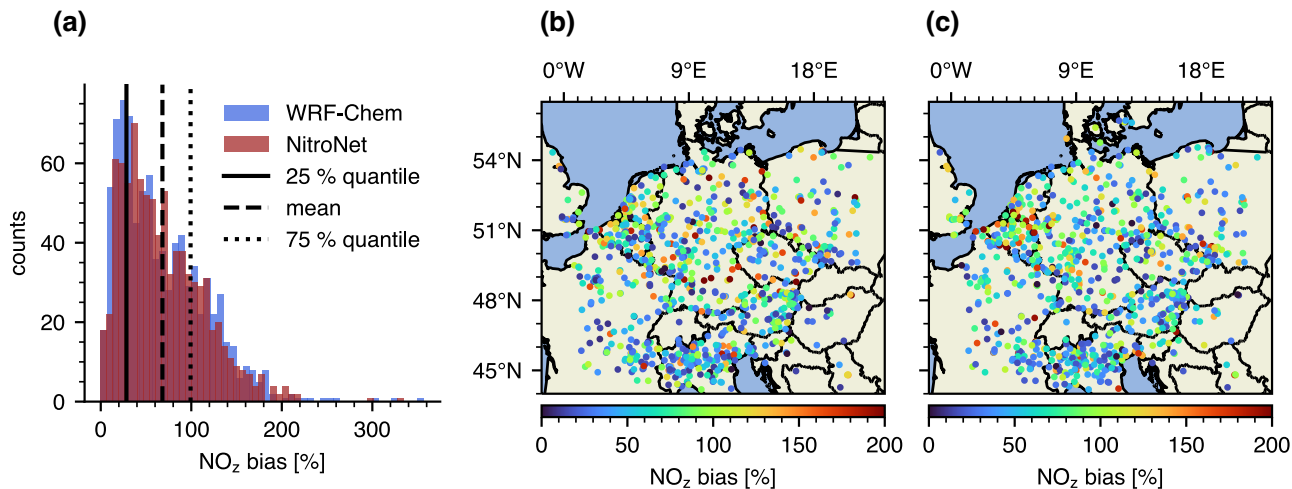 (a)
counts
60
40
20
0
0 100 200 300
NOz bias [%]
WRF-Chem
NitroNet
25 % quantile
mean
75 % quantile
(b)
0°W 9°E 18°E
54°N
51°N
48°N
45°N
0 50 100 150 200
NOz bias [%]
(c)
0°W 9°E 18°E
0 50 100 150 200
NOz bias [%]